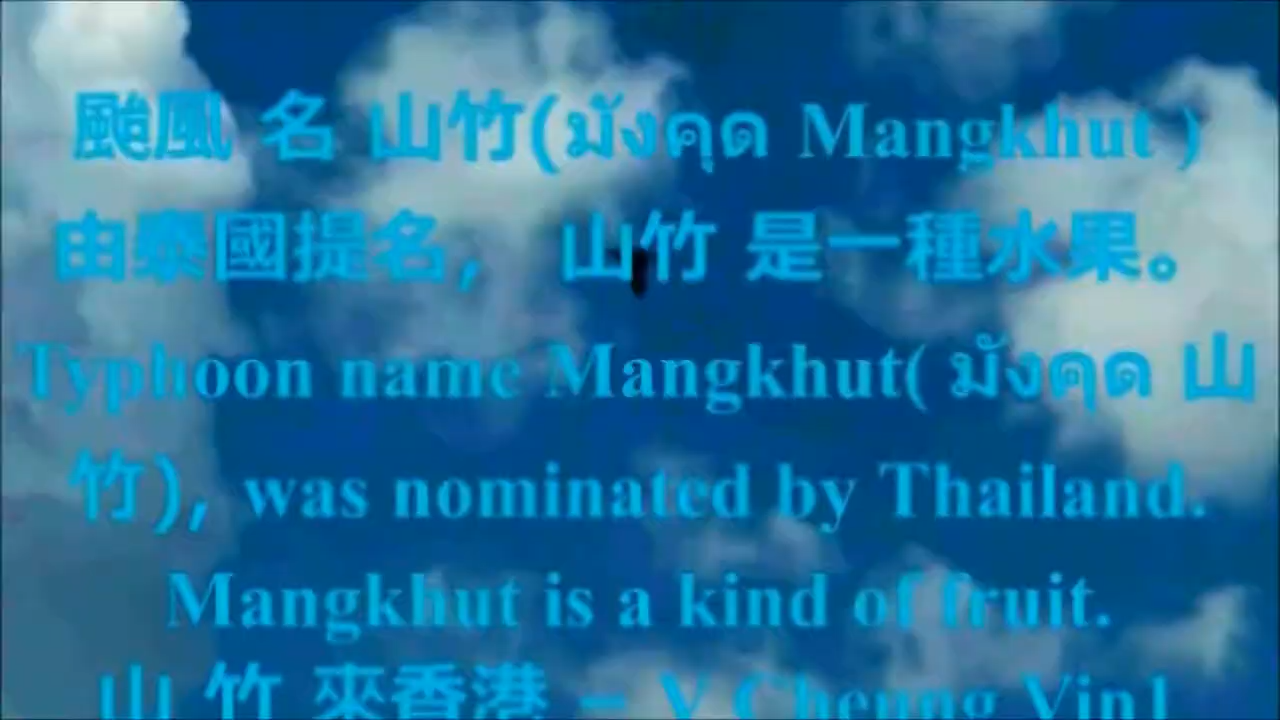 颱風 名 山竹(มังคุด Mangkhut )
由泰國提名， 山竹 是一種水果。
Typhoon name Mangkhut( มังคุด 山
竹)，was nominated by Thailand.
Mangkhut is a kind of fruit.
山 竹 來香港 – V Cheung Yin1